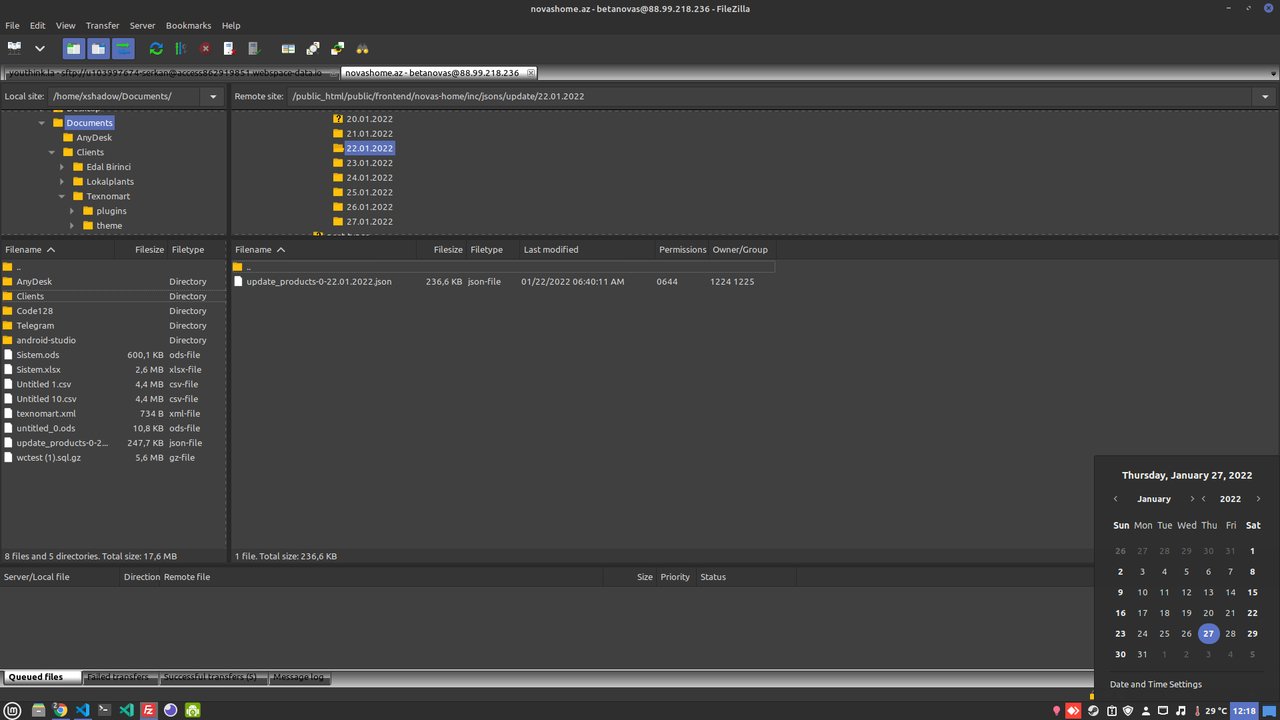 novashome.az - betanovas@88.99.218.236 - FileZilla
File Edit View Transfer Server Bookmarks Help
youthink.la - sftp://u103997674-serkan@access862919851.webspace-data.io
novashome.az - betanovas@88.99.218.236
Local site: /home/xshadow/Documents/
Remote site: /public_html/public/frontend/novas-home/inc/jsons/update/22.01.2022
Documents
AnyDesk
Clients
Edal Birinci
Lokalplants
Texnomart
plugins
theme
20.01.2022
21.01.2022
22.01.2022
23.01.2022
24.01.2022
25.01.2022
26.01.2022
27.01.2022
Filename Filesize Filetype
..
AnyDesk Directory
Clients Directory
Code128 Directory
Telegram Directory
android-studio Directory
Sistem.ods 600,1 KB ods-file
Sistem.xlsx 2,6 MB xlsx-file
Untitled 1.csv 4,4 MB csv-file
Untitled 10.csv 4,4 MB csv-file
texnomart.xml 734 B xml-file
untitled_0.ods 10,8 KB ods-file
update_products-0-2... 247,7 KB json-file
wctest (1).sql.gz 5,6 MB gz-file
8 files and 5 directories. Total size: 17,6 MB
Filename Filesize Filetype Last modified Permissions Owner/Group
..
update_products-0-22.01.2022.json 236,6 KB json-file 01/22/2022 06:40:11 AM 0644 1224 1225
1 file. Total size: 236,6 KB
Server/Local file Direction Remote file Size Priority Status
Queued files Failed transfers Successful transfers (5) Message log
Thursday, January 27, 2022
January 2022
Sun Mon Tue Wed Thu Fri Sat
26 27 28 29 30 31 1
2 3 4 5 6 7 8
9 10 11 12 13 14 15
16 17 18 19 20 21 22
23 24 25 26 27 28 29
30 31 1 2 3 4 5
Date and Time Settings
29 °C 12:18